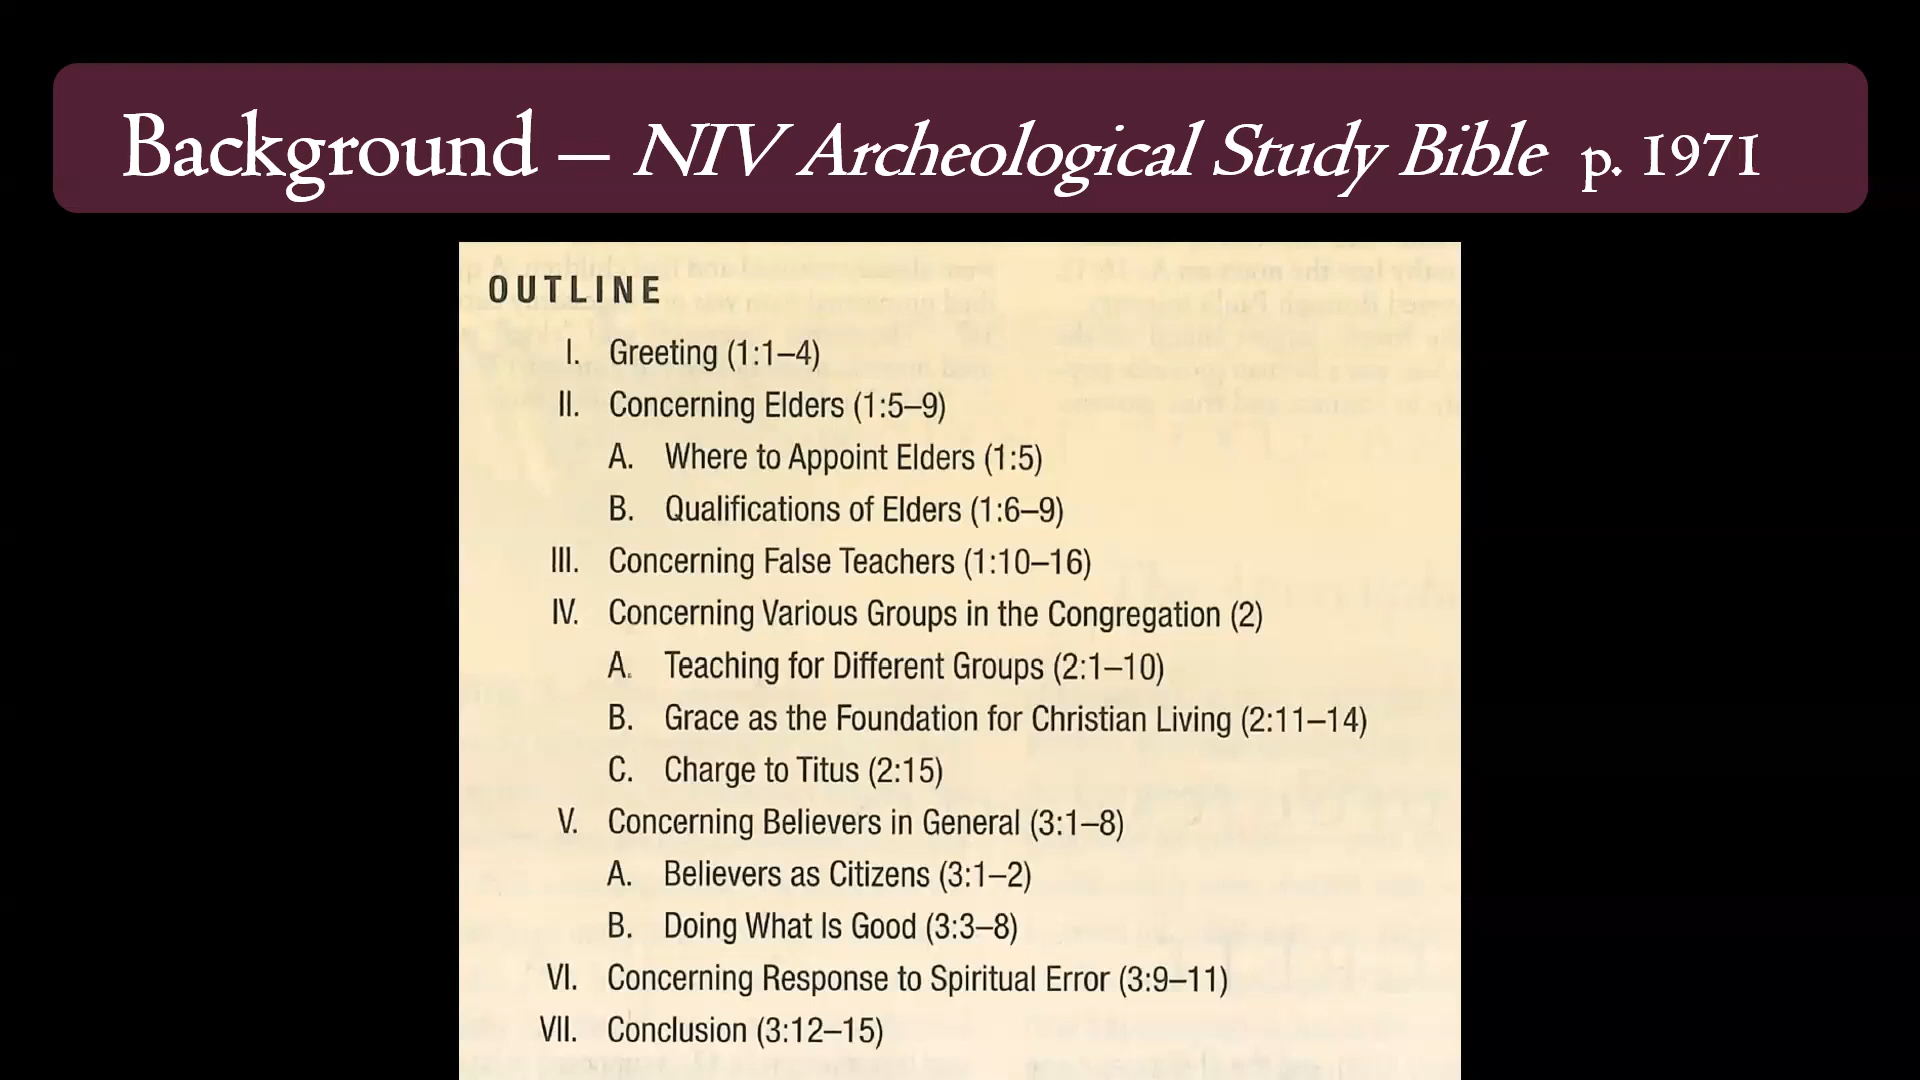 Background – NIV Archeological Study Bible p. 1971
OUTLINE
I. Greeting (1:1–4)
II. Concerning Elders (1:5–9)
A. Where to Appoint Elders (1:5)
B. Qualifications of Elders (1:6–9)
III. Concerning False Teachers (1:10–16)
IV. Concerning Various Groups in the Congregation (2)
A. Teaching for Different Groups (2:1–10)
B. Grace as the Foundation for Christian Living (2:11–14)
C. Charge to Titus (2:15)
V. Concerning Believers in General (3:1–8)
A. Believers as Citizens (3:1–2)
B. Doing What Is Good (3:3–8)
VI. Concerning Response to Spiritual Error (3:9–11)
VII. Conclusion (3:12–15)